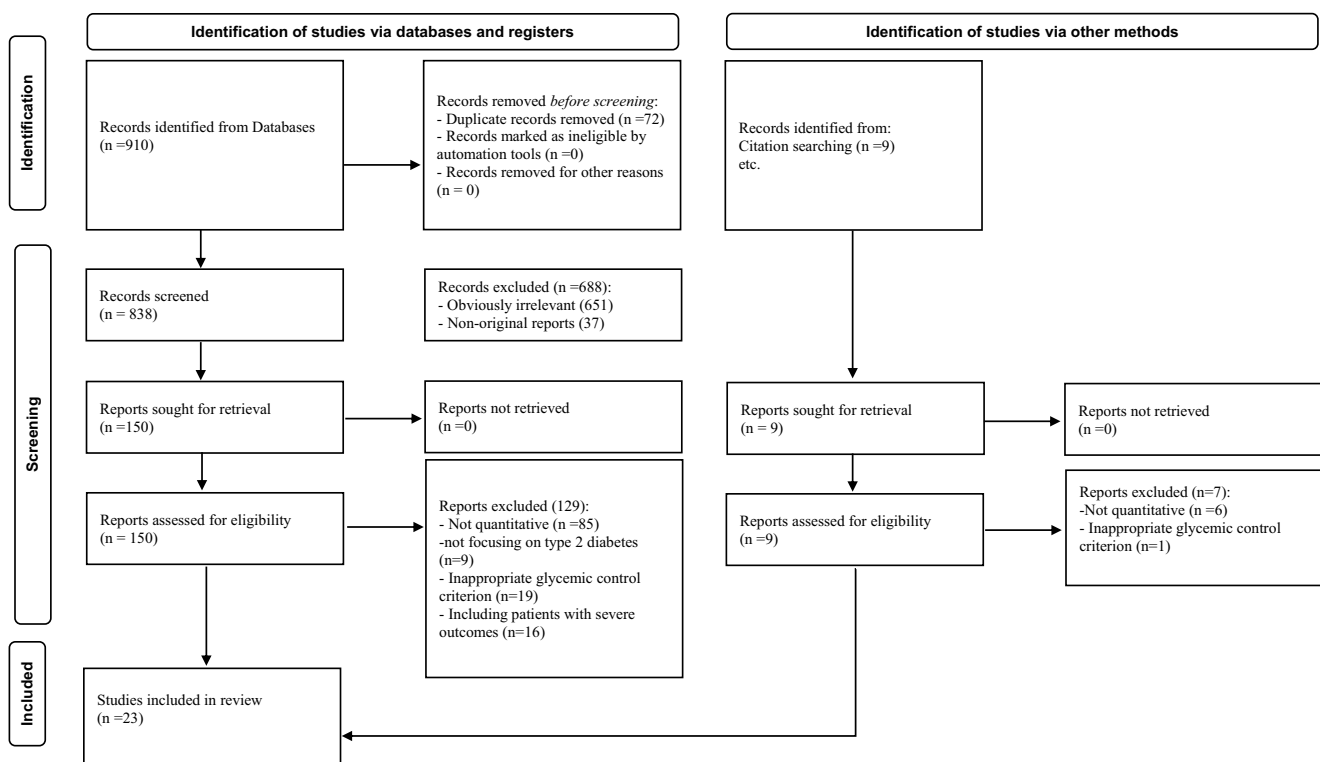 Identification of studies via databases and registers
Identification of studies via other methods
Identification
Records identified from Databases
(n =910)
Records removed before screening:
- Duplicate records removed (n =72)
- Records marked as ineligible by
automation tools (n =0)
- Records removed for other reasons
(n = 0)
Records identified from:
Citation searching (n =9)
etc.
Screening
Records screened
(n = 838)
Records excluded (n =688):
- Obviously irrelevant (651)
- Non-original reports (37)
Reports sought for retrieval
(n =150)
Reports not retrieved
(n =0)
Reports sought for retrieval
(n = 9)
Reports not retrieved
(n =0)
Reports assessed for eligibility
(n = 150)
Reports excluded (129):
- Not quantitative (n =85)
-not focusing on type 2 diabetes
(n=9)
- Inappropriate glycemic control
criterion (n=19)
- Including patients with severe
outcomes (n=16)
Reports assessed for eligibility
(n =9)
Reports excluded (n=7):
-Not quantitative (n =6)
- Inappropriate glycemic control
criterion (n=1)
Included
Studies included in review
(n =23)